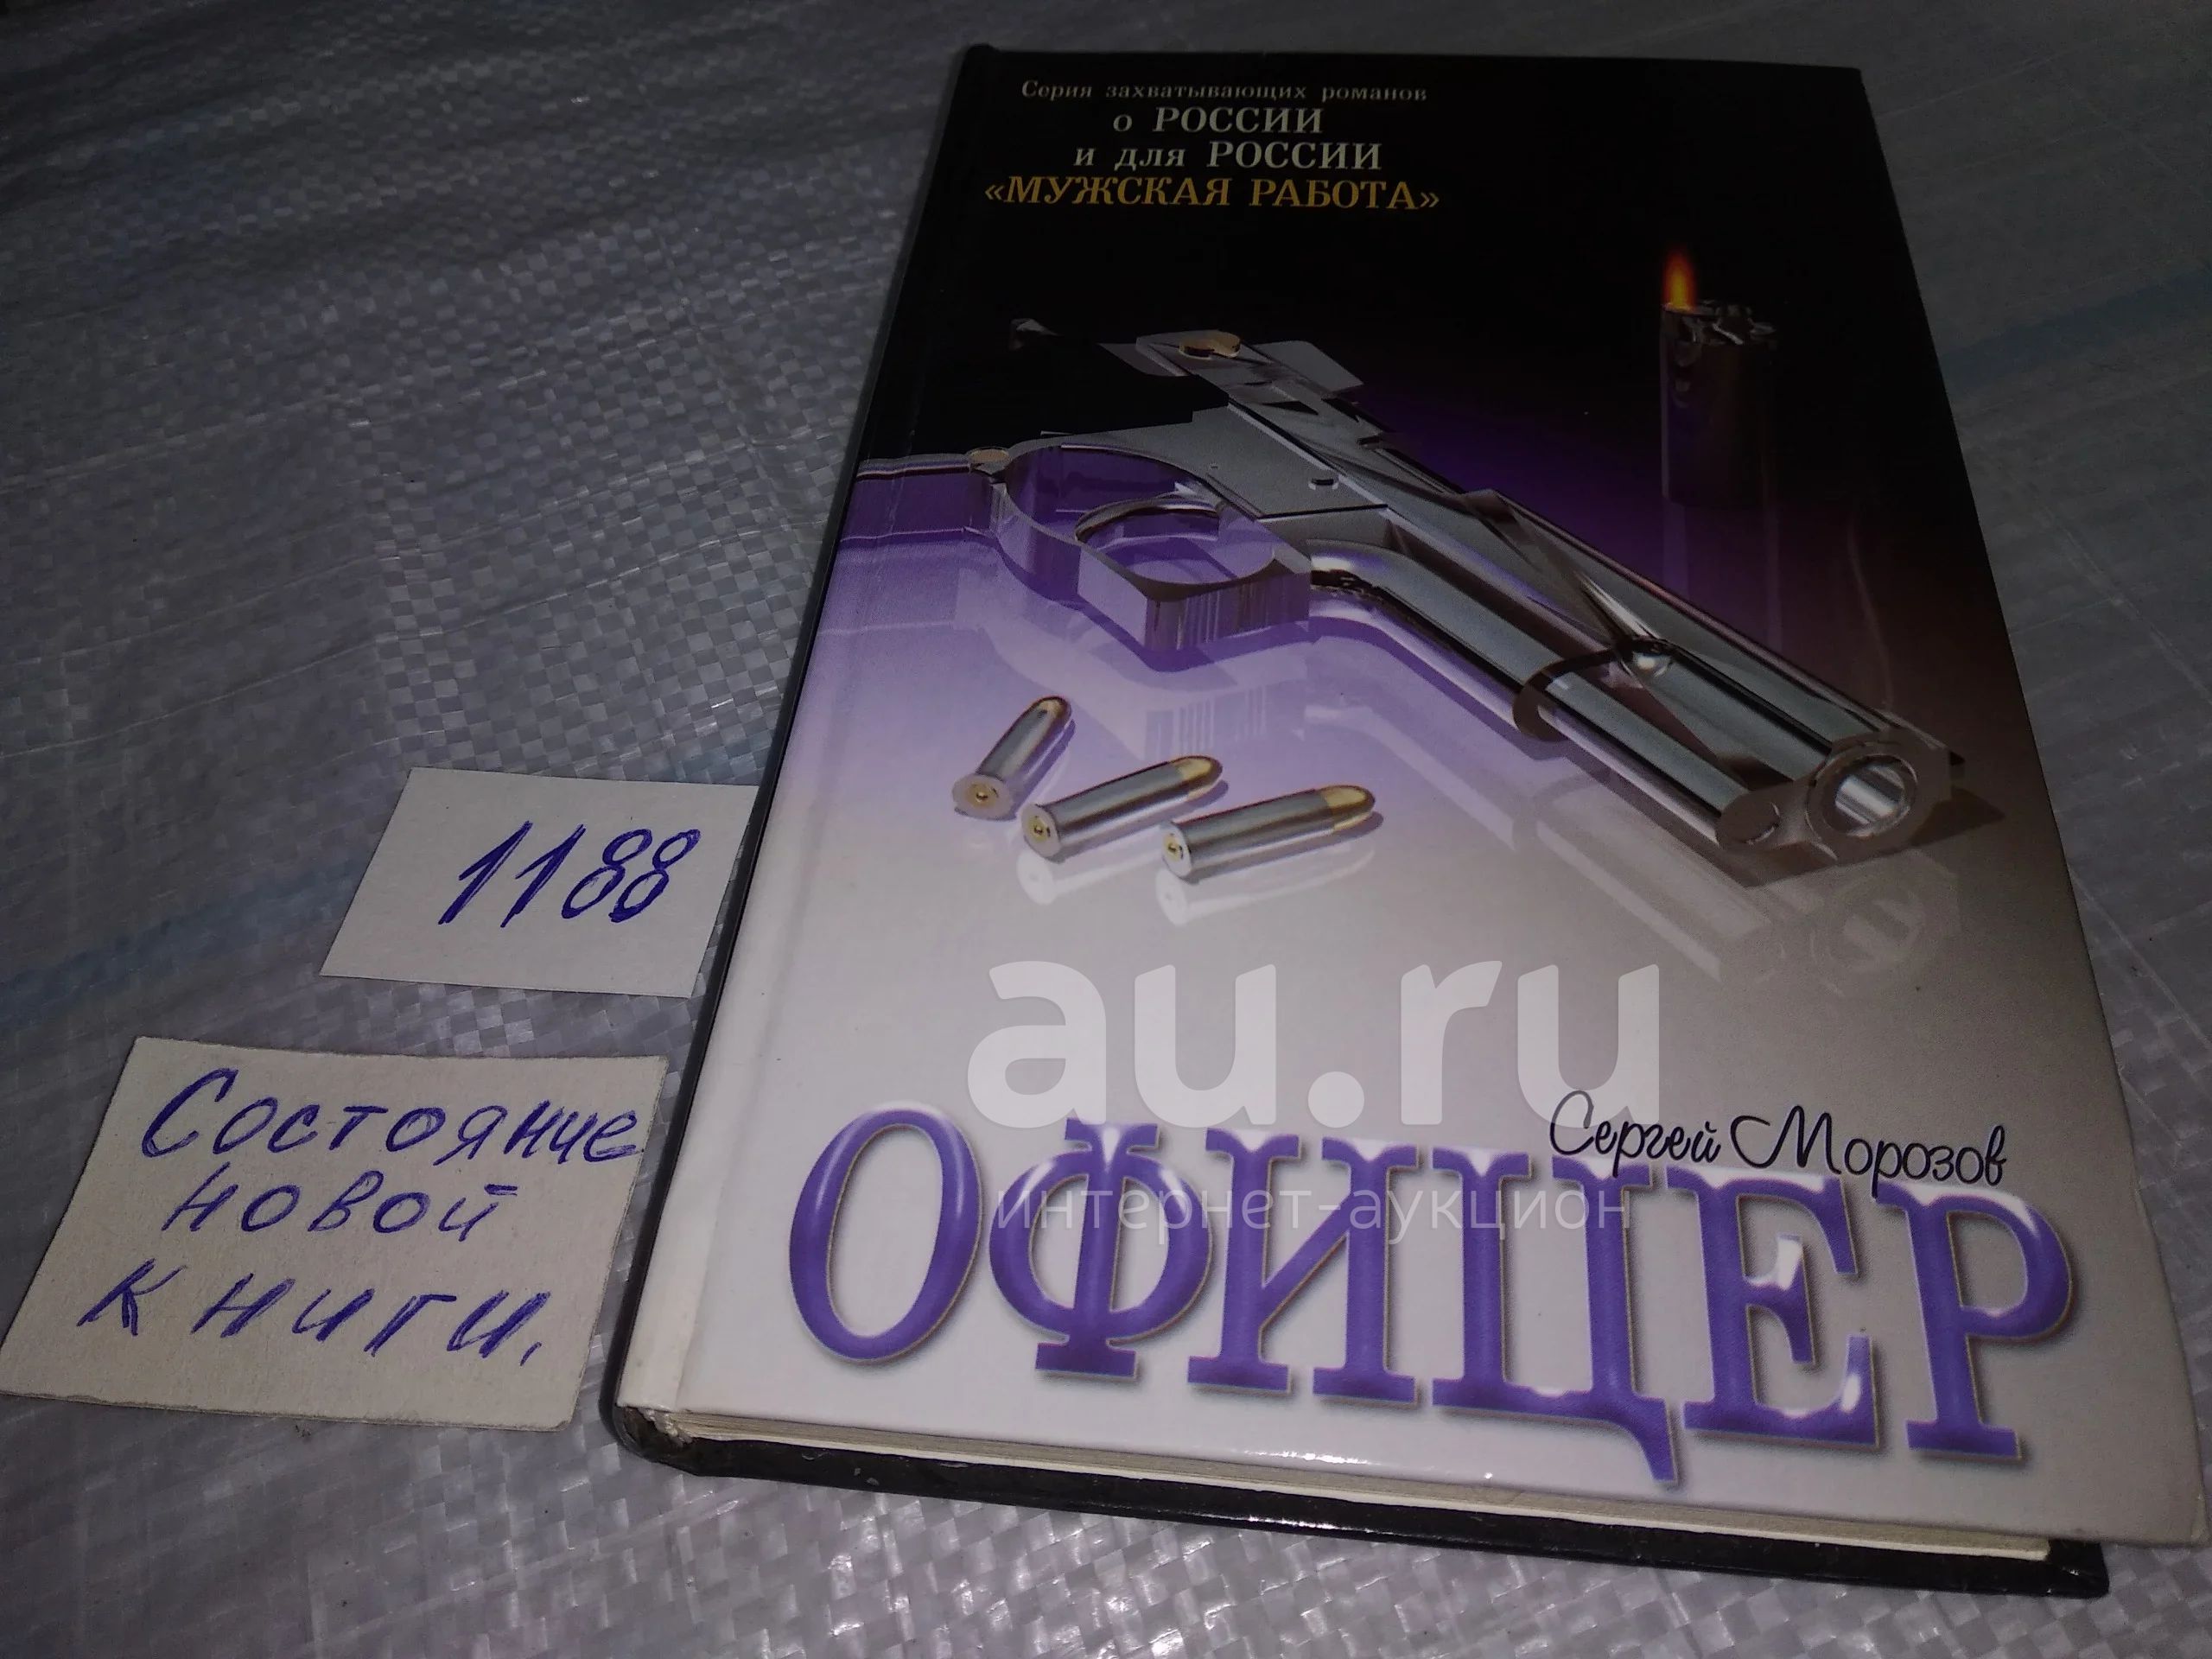 Серия захватывающих романов
о РОССИИ
и для РОССИИ
«МУЖСКАЯ РАБОТА»
1188
Состояние
новой
книги.
au.ru
интернет-аукцион
Сергей Морозов
ОФИЦЕР